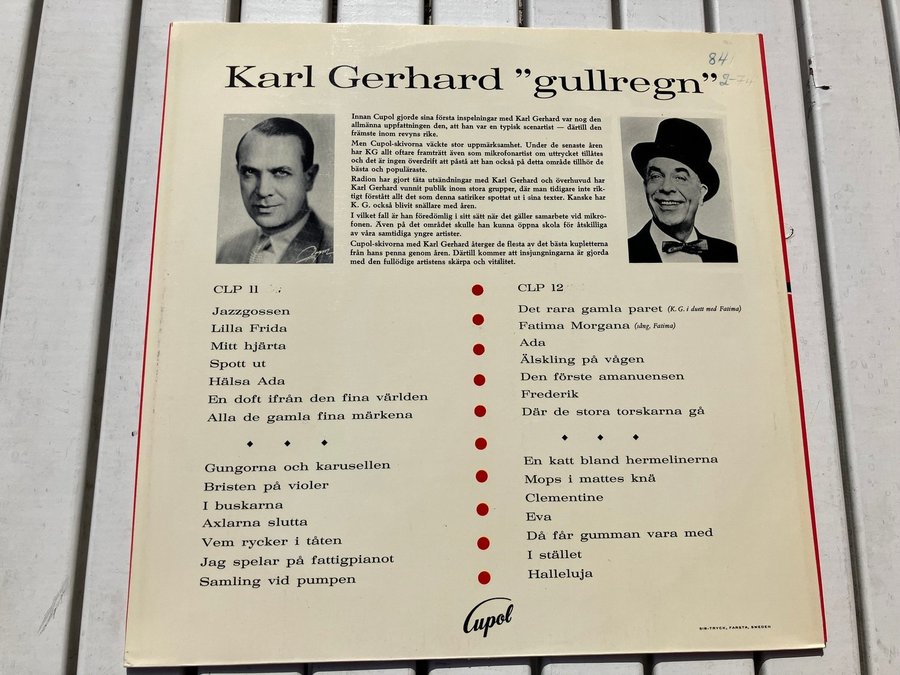 84
Karl Gerhard "gullregn"
Innan Cupol gjorde sina första inspelningar med Karl Gerhard var nog den
allmänna uppfattningen den, att han var en typisk scenartist — därtill den
främste inom revyns rike.
Men Cupol-skivorna väckte stor uppmärksamhet. Under de senaste åren
har KG allt oftare framträtt även som mikrofonartist om uttrycket tillåtes
och det är ingen överdrift att påstå att han också på detta område tillhör de
bästa och populäraste.
Radion har gjort täta utsändningar med Karl Gerhard och överhuvud har
Karl Gerhard vunnit publik inom stora grupper, där man tidigare inte rik-
tigt förstått allt det som denna satiriker spottat ut i sina texter. Kanske har
K. G. också blivit snällare med åren.
I vilket fall är han föredömlig i sitt sätt när det gäller samarbete vid mikro-
fonen. Även på det området skulle han kunna öppna skola för åtskilliga
av våra samtidiga yngre artister.
Cupol-skivorna med Karl Gerhard återger de flesta av det bästa kupletterna
från hans penna genom åren. Därtill kommer att insjungningarna är gjorda
med den fullödige artistens skärpa och vitalitet.
CLP 11
Jazzgossen
Lilla Frida
Mitt hjärta
Spott ut
Hälsa Ada
En doft ifrån den fina världen
Alla de gamla fina märkena
Gungorna och karusellen
Bristen på violer
I buskarna
Axlarna slutta
Vem rycker i tåten
Jag spelar på fattigpianot
Samling vid pumpen
CLP 12
Det rara gamla paret (K. G. i duett med Fatima)
Fatima Morgana (sång, Fatima)
Ada
Älskling på vågen
Den förste amanuensen
Frederik
Där de stora torskarna gå
En katt bland hermelinerna
Mops i mattes knä
Clementine
Eva
Då får gumman vara med
I stället
Halleluja
Cupol
SIB-TRYCK, FARSTA, SWEDEN